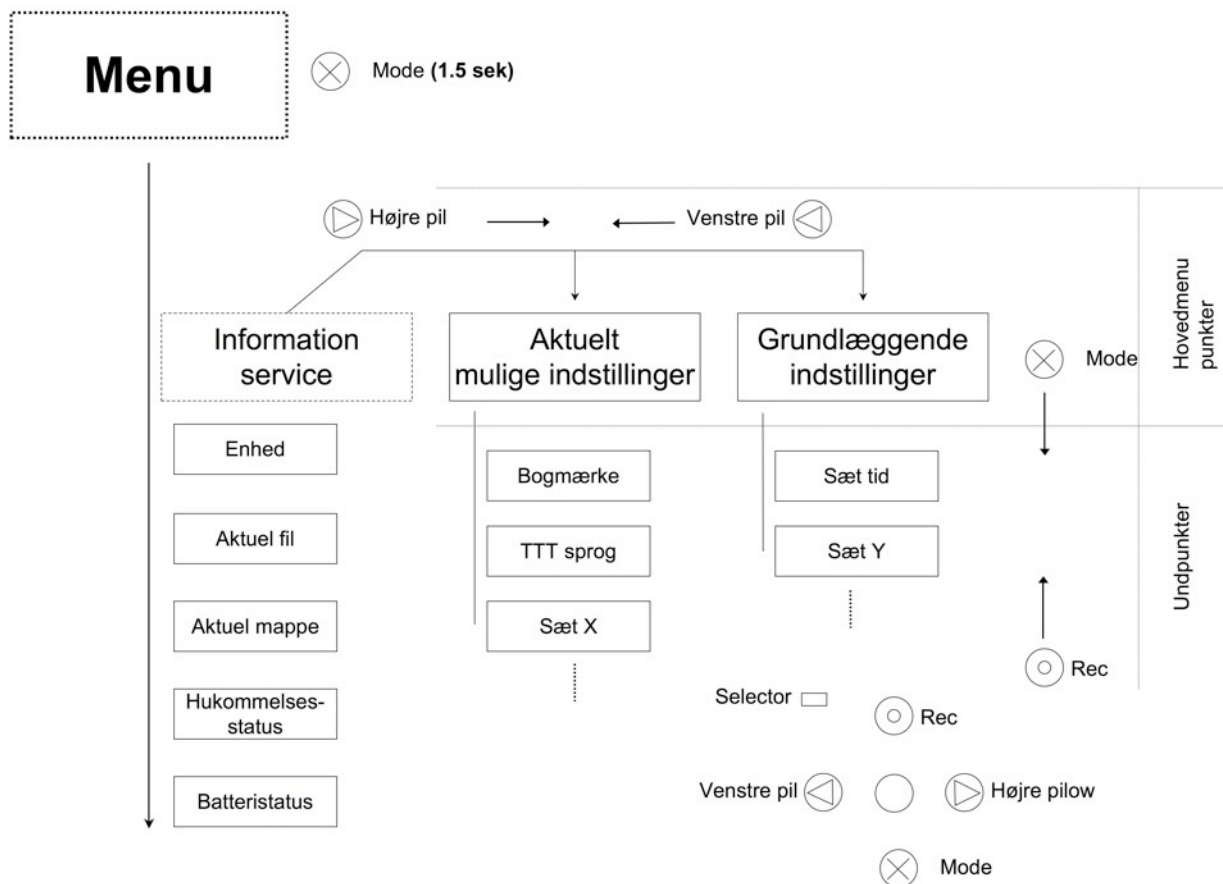 Menu
Mode (1.5 sek)
Højre pil
Venstre pil
Hovedmenu
punkter
Information
service
Aktuelt
mulige indstillinger
Grundlæggende
indstillinger
Mode
Enhed
Aktuel fil
Aktuel mappe
Hukommelses-
status
Batteristatus
Bogmærke
TTT sprog
Sæt X
Sæt tid
Sæt Y
Undpunkter
Rec
Selector
Rec
Venstre pil
Højre pilow
Mode